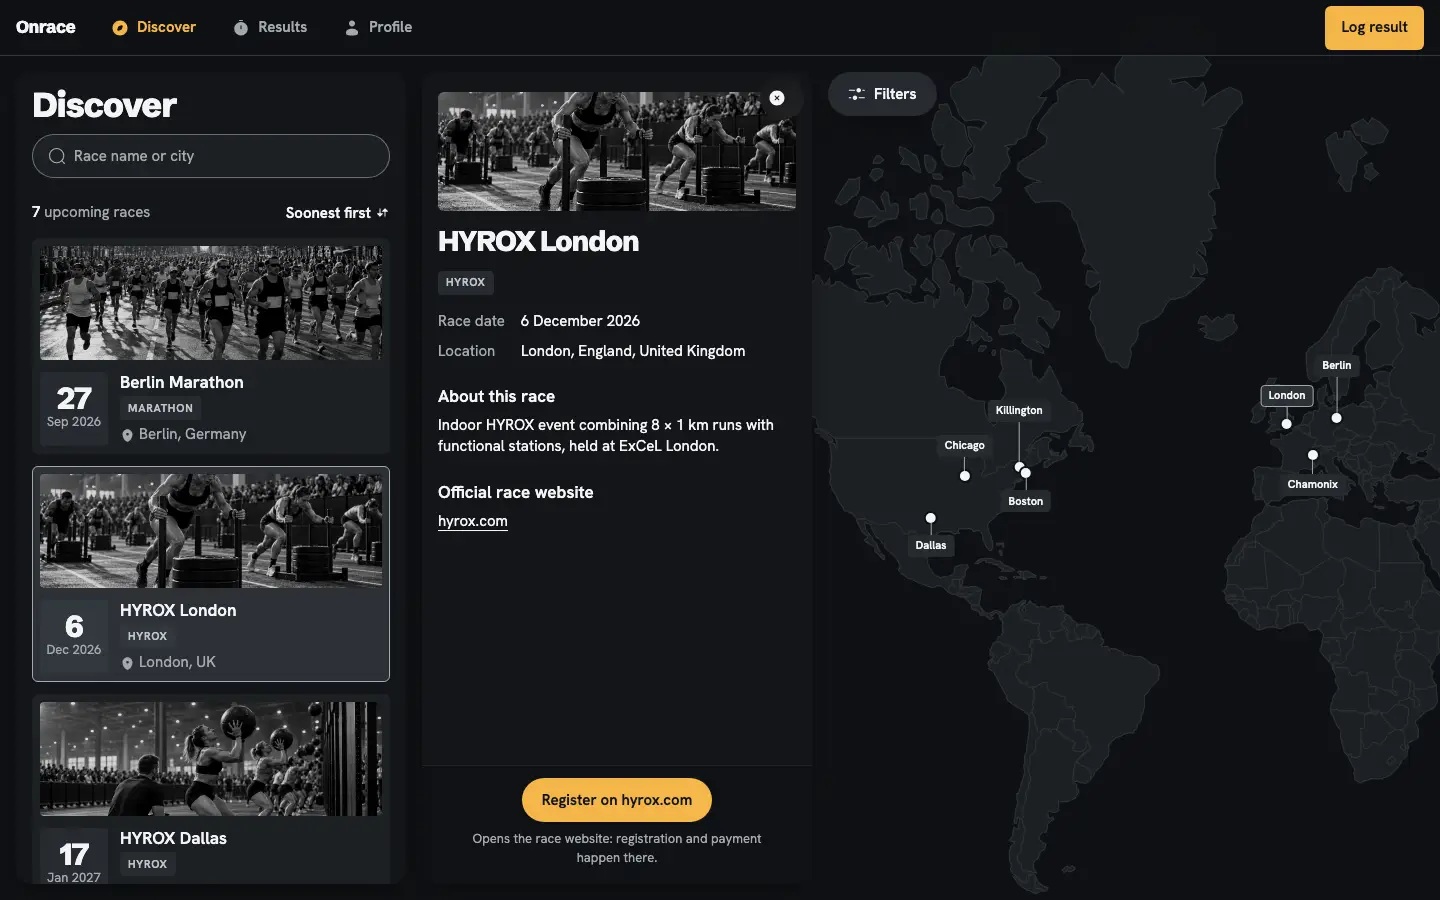 Onrace
Discover
Results
Profile
Log result
Discover
Race name or city
7 upcoming races
Soonest first
27
Sep 2026
Berlin Marathon
MARATHON
Berlin, Germany
6
Dec 2026
HYROX London
HYROX
London, UK
17
Jan 2027
HYROX Dallas
HYROX
HYROX London
HYROX
Race date 6 December 2026
Location London, England, United Kingdom
About this race
Indoor HYROX event combining 8 × 1 km runs with
functional stations, held at ExCeL London.
Official race website
hyrox.com
Register on hyrox.com
Opens the race website: registration and payment
happen there.
Filters
Berlin
London
Killington
Chicago
Chamonix
Boston
Dallas